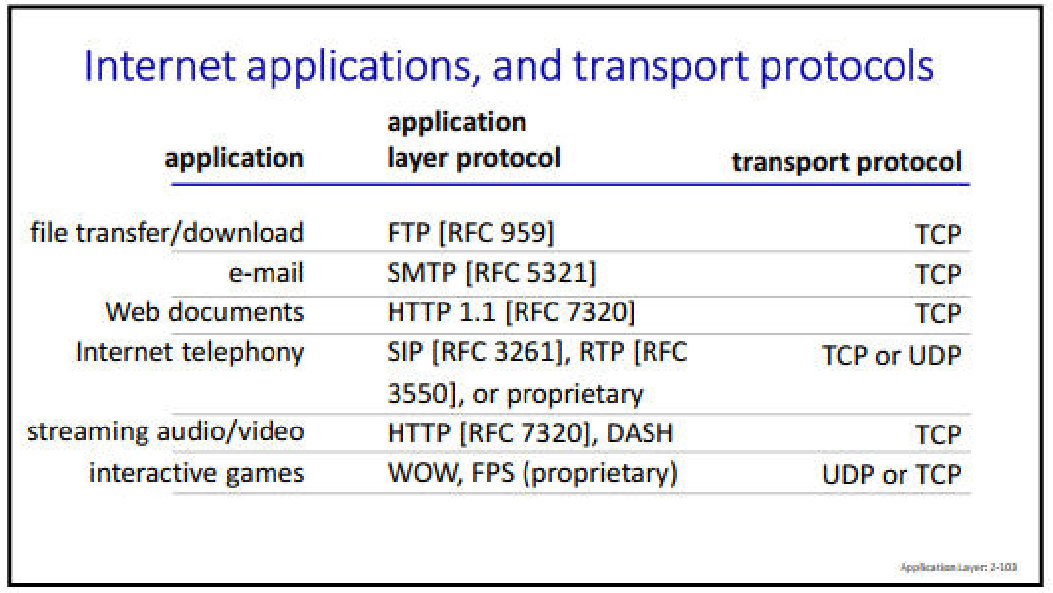 Internet applications, and transport protocols
application
application layer protocol transport protocol
file transfer/download FTP [RFC 959] TCP
e-mail SMTP [RFC 5321] TCP
Web documents HTTP 1.1 [RFC 7320] TCP
Internet telephony SIP [RFC 3261], RTP [RFC TCP or UDP
3550], or proprietary
streaming audio/video HTTP [RFC 7320], DASH TCP
interactive games WOW, FPS (proprietary) UDP or TCP
Application Layer: 2-103